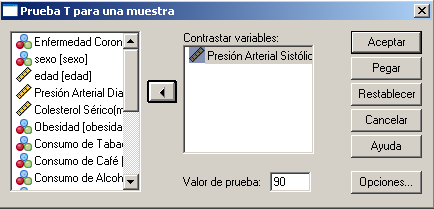 Prueba T para una muestra
Enfermedad Coron
sexo [sexo]
edad [edad]
Presión Arterial Dia
Colesterol Sérico(m
Obesidad [obesida
Consumo de Taba
Consumo de Café [
Consumo de Alcoh
Contrastar variables:
Presión Arterial Sistólic
Valor de prueba: 90
Aceptar
Pegar
Restablecer
Cancelar
Ayuda
Opciones...